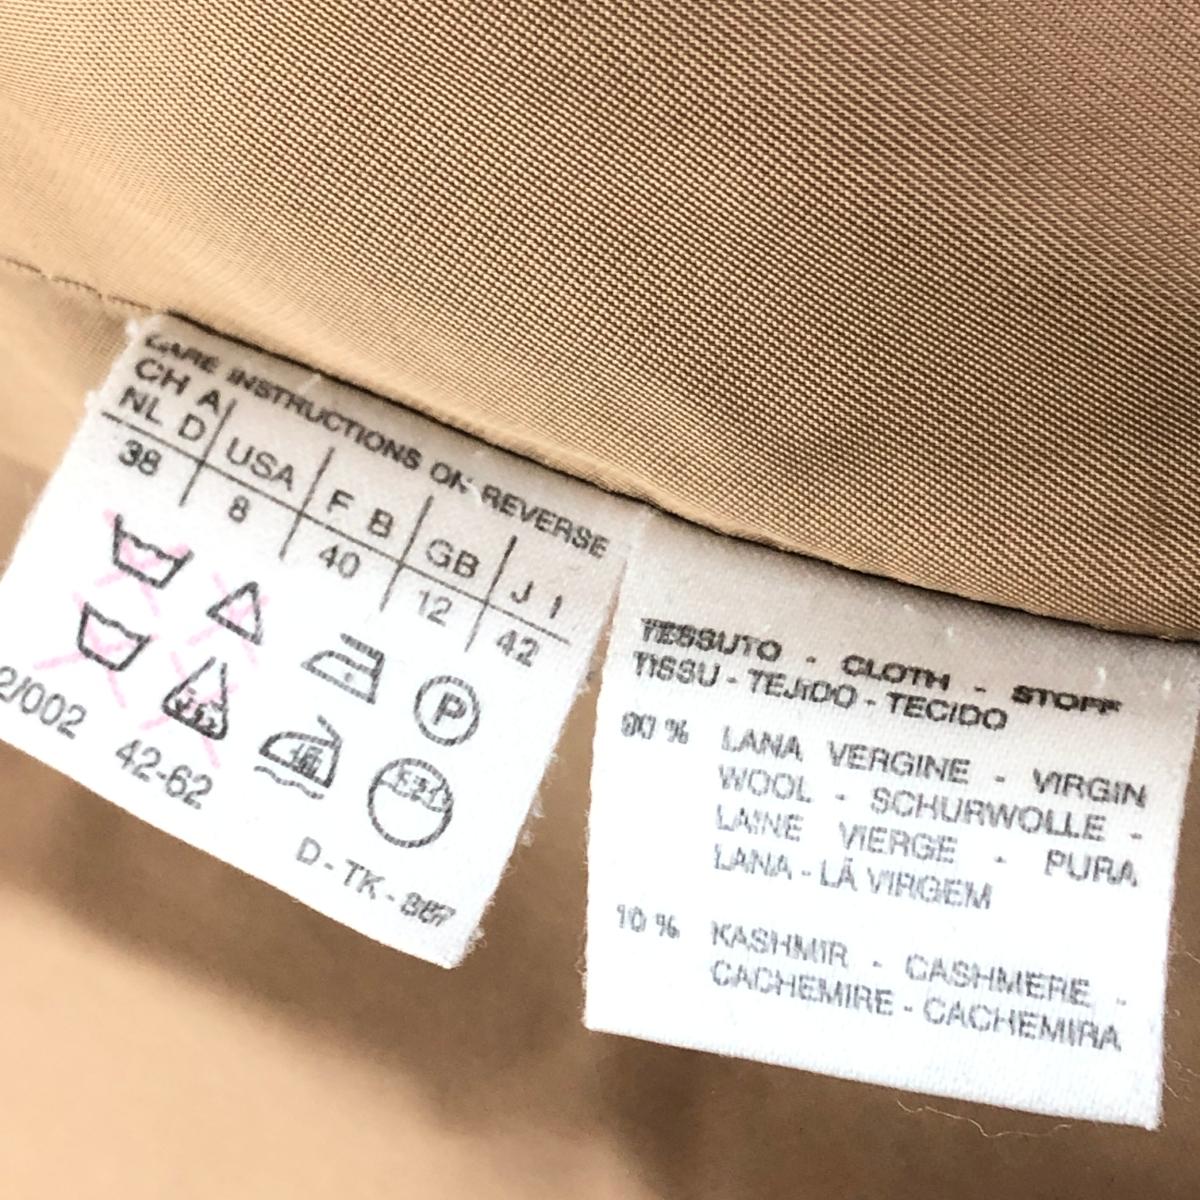 CARE INSTRUCTIONS ON REVERSE
CH A
NL D USA F B GB J I
38 8 40 12 42
P
2/002 42-62
D-TK-887
TESSUTO - CLOTH - STOFF
TISSU - TEJIDO - TECIDO
90 % LANA VERGINE - VIRGIN
WOOL - SCHURWOLLE -
LAINE VIERGE - PURA
LANA - LÃ VIRGEM
10 % KASHMIR - CASHMERE -
CACHEMIRE - CACHEMIRA